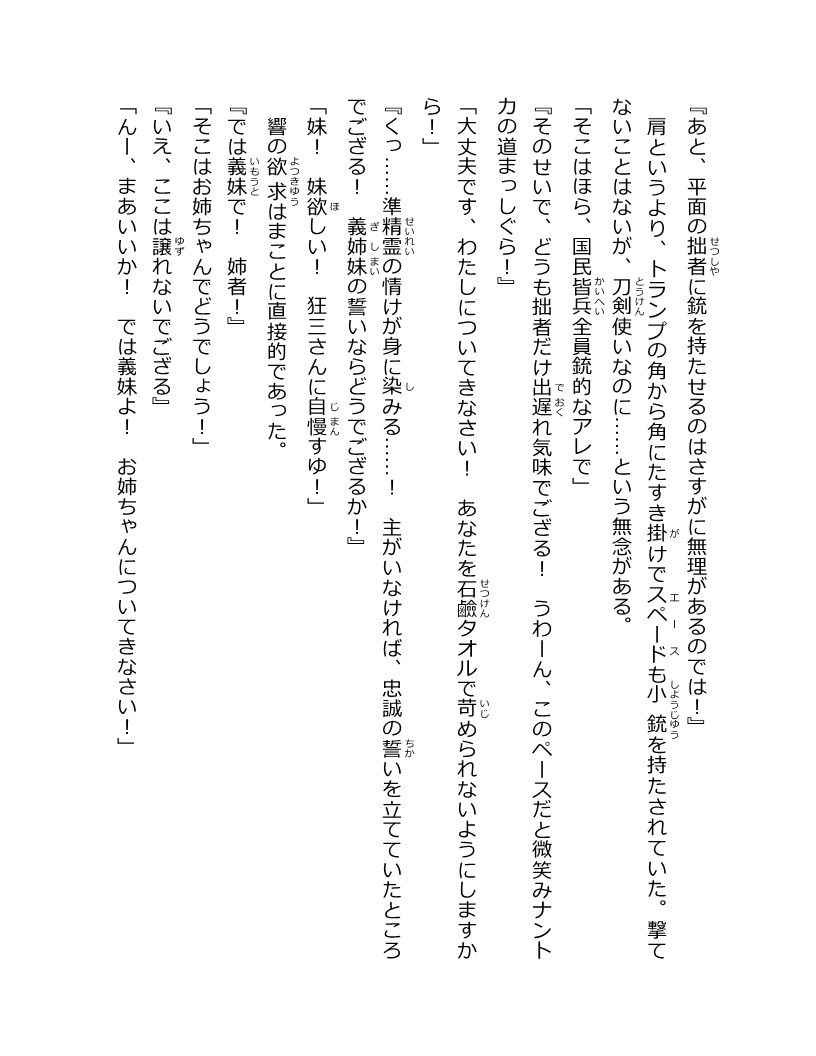 『あと、平面の拙者に銃を持たせるのはさすがに無理があるのでは！』
　肩というより、トランプの角から角にたすき掛けでスペードも小銃を持たされていた。撃て
ないことはないが、刀剣使いなのに……という無念がある。
「そこはほら、国民皆兵全員銃的なアレで」
『そのせいで、どうも拙者だけ出遅れ気味でござる！　うわーん、このペースだと微笑みナント
カの道まっしぐら！』
「大丈夫です、わたしについてきなさい！　あなたを石鹼タオルで苛められないようにしますか
ら！」
『くっ……準精霊の情けが身に染みる……！　主がいなければ、忠誠の誓いを立てていたところ
でござる！　義姉妹の誓いならどうでござるか！』
「妹！　妹欲しい！　狂三さんに自慢すゆ！」
　響の欲求はまことに直接的であった。
『では義妹で！　姉者！』
「そこはお姉ちゃんでどうでしょう！」
『いえ、ここは譲れないでござる』
「んー、まあいいか！　では義妹よ！　お姉ちゃんについてきなさい！」